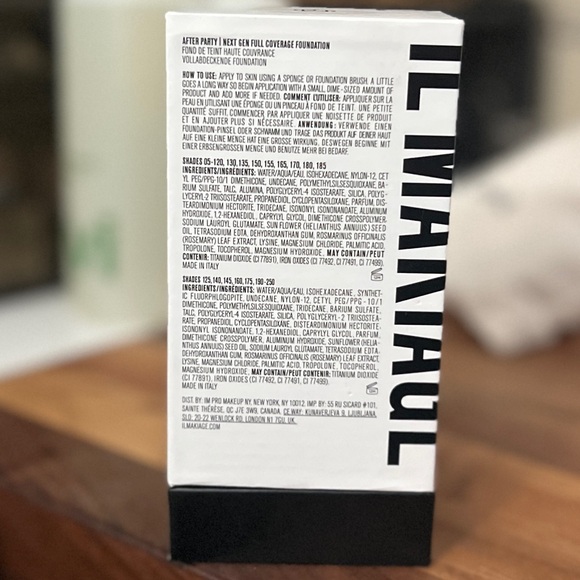 AFTER PARTY | NEXT GEN FULL COVERAGE FOUNDATION
FOND DE TEINT HAUTE COUVRANCE
VOLLABDECKENDE FOUNDATION
HOW TO USE: APPLY TO SKIN USING A SPONGE OR FOUNDATION BRUSH. A LITTLE
GOES A LONG WAY SO BEGIN APPLICATION WITH A SMALL, DIME-SIZED AMOUNT OF
PRODUCT AND ADD MORE IF NEEDED. COMMENT L'UTILISER: APPLIQUER SUR LA
PEAU EN UTILISANT UNE ÉPONGE OU UN PINCEAU À FOND DE TEINT. UNE PETITE
QUANTITÉ SUFFIT, COMMENCER PAR APPLIQUER UNE NOISETTE DE PRODUIT
ET EN AJOUTER PLUS SI NÉCESSAIRE. ANWENDUNG: VERWENDE EINEN
FOUNDATION-PINSEL ODER SCHWAMM UND TRAGE DAS PRODUKT AUF DEINER HAUT
AUF EINE KLEINE MENGE HAT EINE GROSSE WIRKUNG. DESWEGEN BEGINNE MIT
EINER ERBSENGROSSEN MENGE UND BENUTZE MEHR BEI BEDARF.
SHADES 05-120, 130, 135, 150, 155, 165, 170, 180, 185
INGREDIENTS/INGRÉDIENTS: WATER/AQUA/EAU, ISOHEXADECANE, NYLON-12, CET
YL PEG/PPG-10/1 DIMETHICONE, UNDECANE, POLYMETHYLSILSESQUIOXANE, BA-
RIUM SULFATE, TALC, ALUMINA, POLYGLYCERYL-4 ISOSTEARATE, SILICA, POLYG-
LYCERYL-2 TRIISOSTEARATE, PROPANEDIOL, CYCLOPENTASILOXANE, PARFUM, DIS-
TEARDIMONIUM HECTORITE, TRIDECANE, ISONONYL ISONONANOATE, ALUMINUM
HYDROXIDE, 1,2-HEXANEDIOL, CAPRYLYL GLYCOL, DIMETHICONE CROSSPOLYMER,
SODIUM LAUROYL GLUTAMATE, SUN FLOWER (HELIANTHUS ANNUUS) SEED
OIL, TETRASODIUM EDTA, DEHYDROXANTHAN GUM, ROSMARINUS OFFICINALIS
(ROSEMARY) LEAF EXTRACT, LYSINE, MAGNESIUM CHLORIDE, PALMITIC ACID,
TROPOLONE, TOCOPHEROL, MAGNESIUM HYDROXIDE. MAY CONTAIN/PEUT
CONTENIR: TITANIUM DIOXIDE (CI 77891), IRON OXIDES (CI 77492, CI 77491, CI 77499).
MADE IN ITALY
SHADES 125,140,145,160,175,190-250
INGREDIENTS/INGRÉDIENTS: WATER/AQUA/EAU, ISOHEXADECANE, SYNTHET-
IC FLUORPHLOGOPITE, UNDECANE, NYLON-12, CETYL PEG/PPG-10/1
DIMETHICONE, POLYMETHYLSILSESQUIOXANE, TRIDECANE, BARIUM SULFATE,
TALC, POLYGLYCERYL-4 ISOSTEARATE, SILICA, POLYGLYCERYL-2 TRIISOSTEA-
RATE, PROPANEDIOL, CYCLOPENTASILOXANE, DISTEARDIMONIUM HECTORITE,
ISONONYL ISONONANOATE, 1,2-HEXANEDIOL, CAPRYLYL GLYCOL, PARFUM,
DIMETHICONE CROSSPOLYMER, ALUMINUM HYDROXIDE, SUNFLOWER (HELIA-
NTHUS ANNUUS) SEED OIL, SODIUM LAUROYL GLUTAMATE, TETRASODIUM EDTA,
DEHYDROXANTHAN GUM, ROSMARINUS OFFICINALIS (ROSEMARY) LEAF EXTRACT,
LYSINE, MAGNESIUM CHLORIDE, PALMITIC ACID, TROPOLONE, TOCOPHEROL,
MAGNESIUM HYDROXIDE. MAY CONTAIN/PEUT CONTENIR: TITANIUM DIOXIDE
(CI 77891), IRON OXIDES (CI 77492, CI 77491, CI 77499).
MADE IN ITALY
DIST. BY: IM PRO MAKEUP NY, NEW YORK, NY 10012. IMP BY: 55 RU SICARD #101,
SAINTE THÉRÈSE, QC J7E 3W9, CANADA. CE WAY: KUNAVERJEVA 9, LJUBLJANA,
SLO; 20-22 WENLOCK RD, LONDON N1 7GU, UK.
ILMAKIAGE.COM
IL MAKIAGE